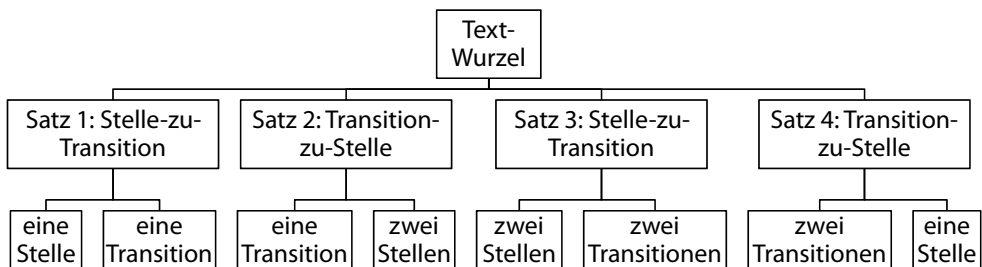 Text-
Wurzel
Satz 1: Stelle-zu-
Transition
Satz 2: Transition-
zu-Stelle
Satz 3: Stelle-zu-
Transition
Satz 4: Transition-
zu-Stelle
eine
Stelle
eine
Transition
eine
Transition
zwei
Stellen
zwei
Stellen
zwei
Transitionen
zwei
Transitionen
eine
Stelle